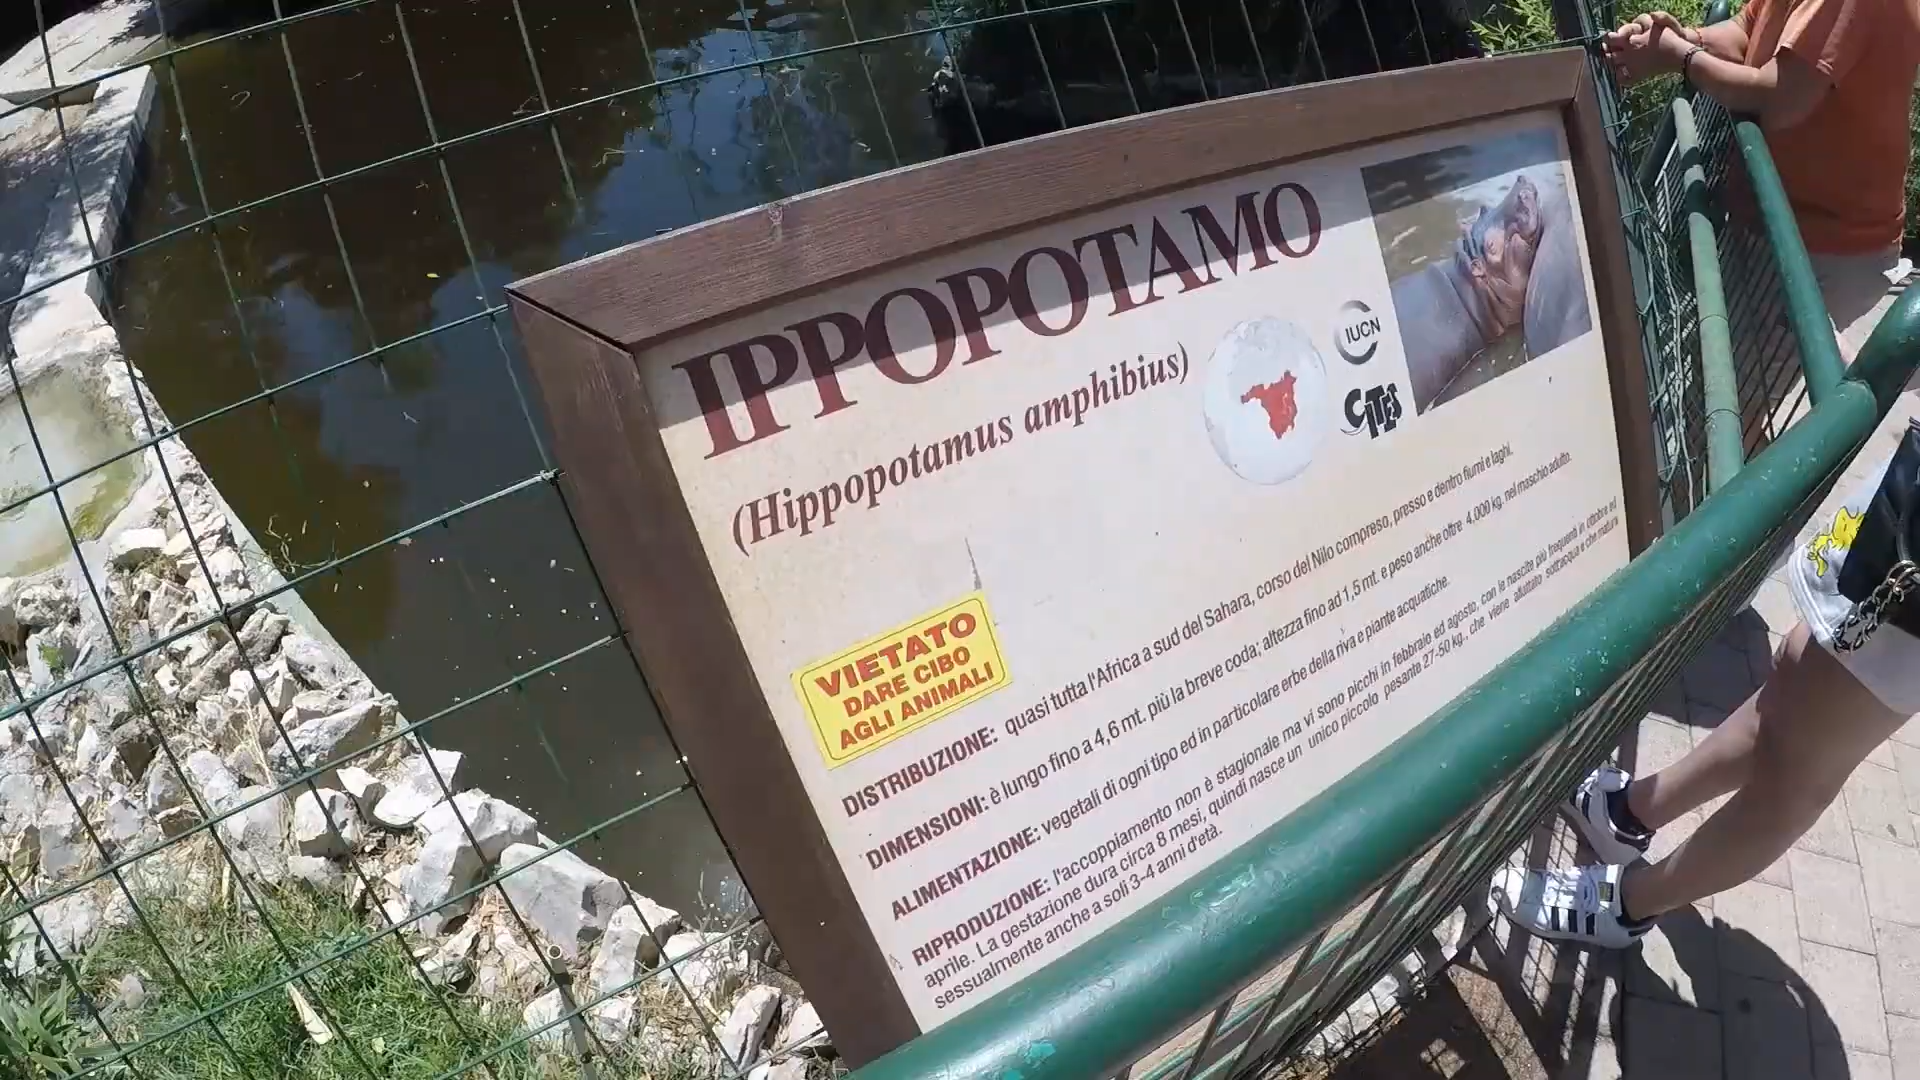 IPPOPOTAMO
(Hippopotamus amphibius)
IUCN
CITES
VIETATO
DARE CIBO
AGLI ANIMALI
DISTRIBUZIONE: quasi tutta l'Africa a sud del Sahara, corso del Nilo compreso, presso e dentro fiumi e laghi.
DIMENSIONI: è lungo fino a 4,6 mt. più la breve coda; altezza fino ad 1,5 mt. e peso anche oltre 4.000 kg. nel maschio adulto.
ALIMENTAZIONE: vegetali di ogni tipo ed in particolare erbe della riva e piante acquatiche.
RIPRODUZIONE: l'accoppiamento non è stagionale ma vi sono picchi in febbraio ed agosto, con le nascite più frequenti in ottobre ed
aprile. La gestazione dura circa 8 mesi, quindi nasce un unico piccolo pesante 27-50 kg., che viene allattato sott'acqua e che matura
sessualmente anche a soli 3-4 anni d'età.